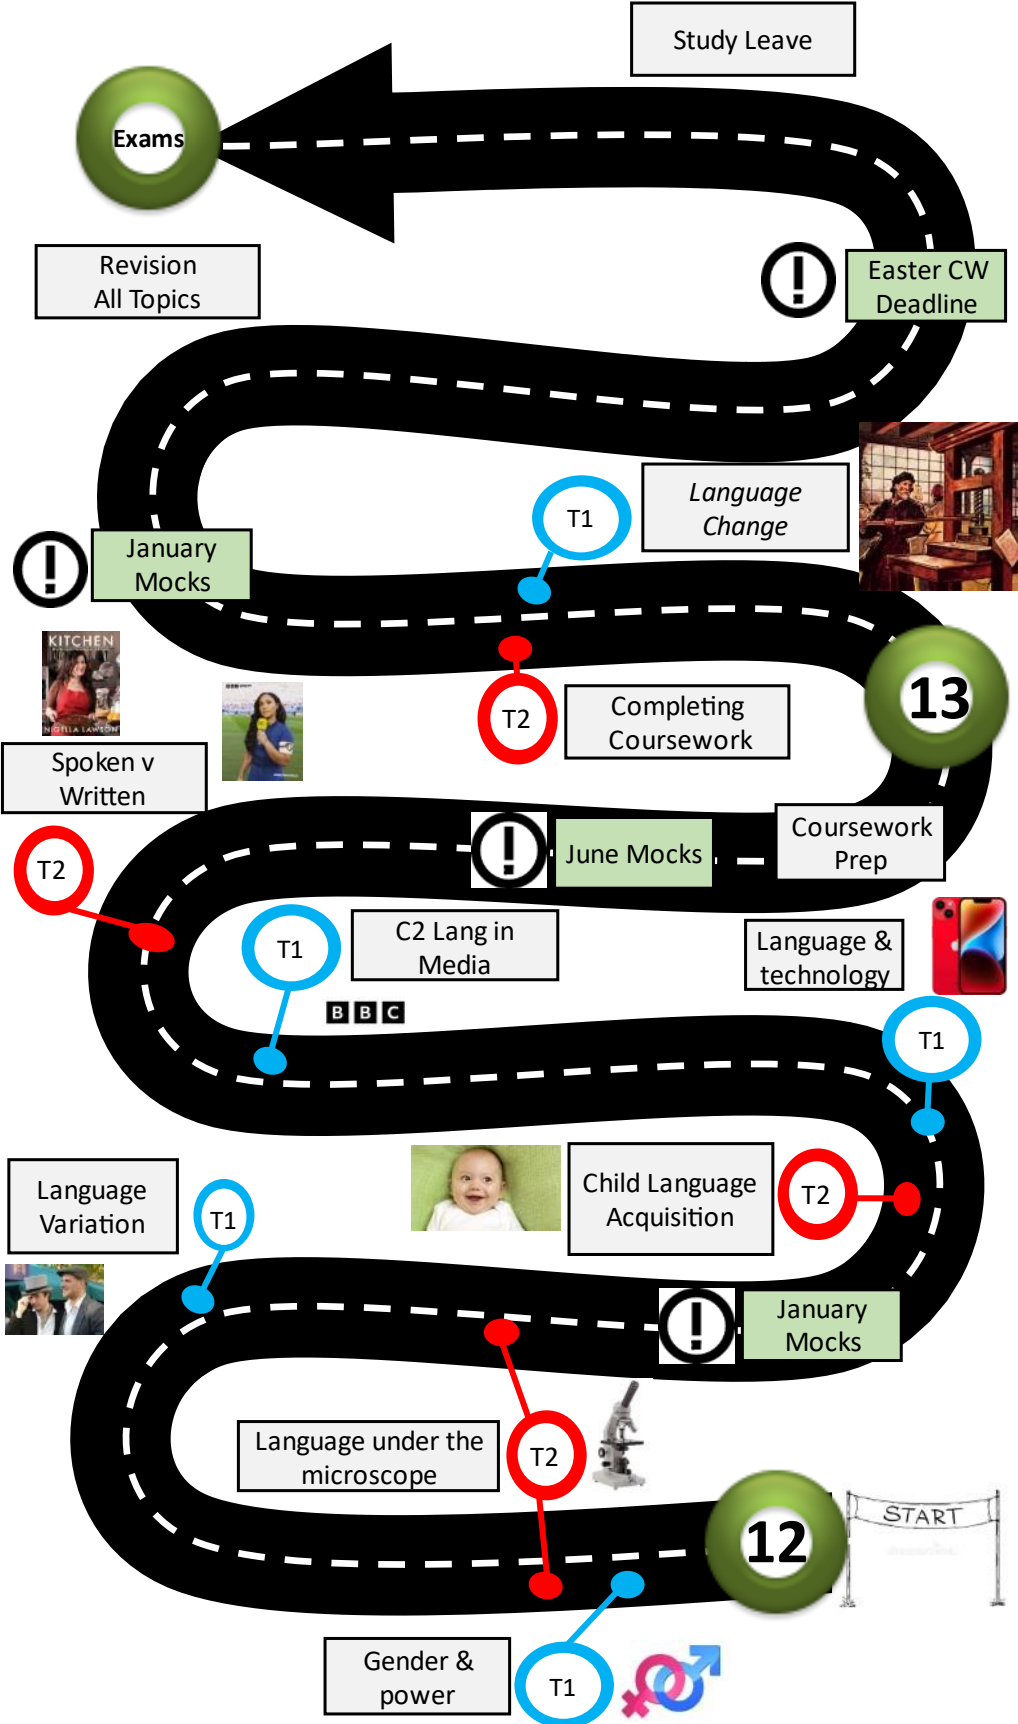 Study Leave
Exams
Revision
All Topics
Easter CW
Deadline
Language
Change
T1
January
Mocks
KITCHEN
NIGELLA LAWSON
13
T2
Completing
Coursework
Spoken v
Written
T2
June Mocks
Coursework
Prep
T1
C2 Lang in
Media
BBC
Language &
technology
T1
Child Language
Acquisition
T2
Language
Variation
T1
January
Mocks
Language under the
microscope
T2
12
START
Gender &
power
T1